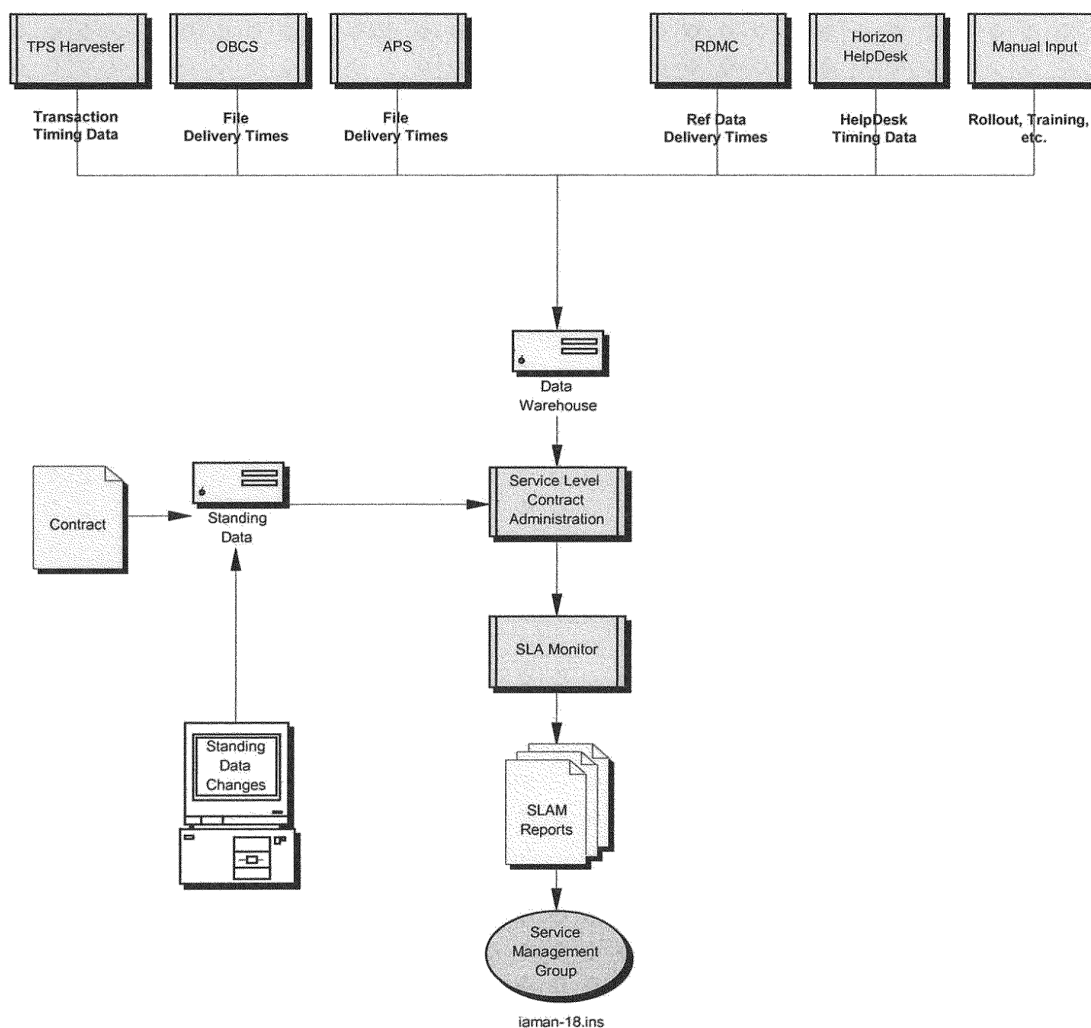 TPS Harvester
OBCS
APS
RDMC
Horizon
HelpDesk
Manual Input
Transaction
Timing Data
File
Delivery Times
File
Delivery Times
Ref Data
Delivery Times
HelpDesk
Timing Data
Rollout, Training,
etc.
Data
Warehouse
Contract
Standing
Data
Service Level
Contract
Administration
SLA Monitor
Standing
Data
Changes
SLAM
Reports
Service
Management
Group
iaman-18.ins